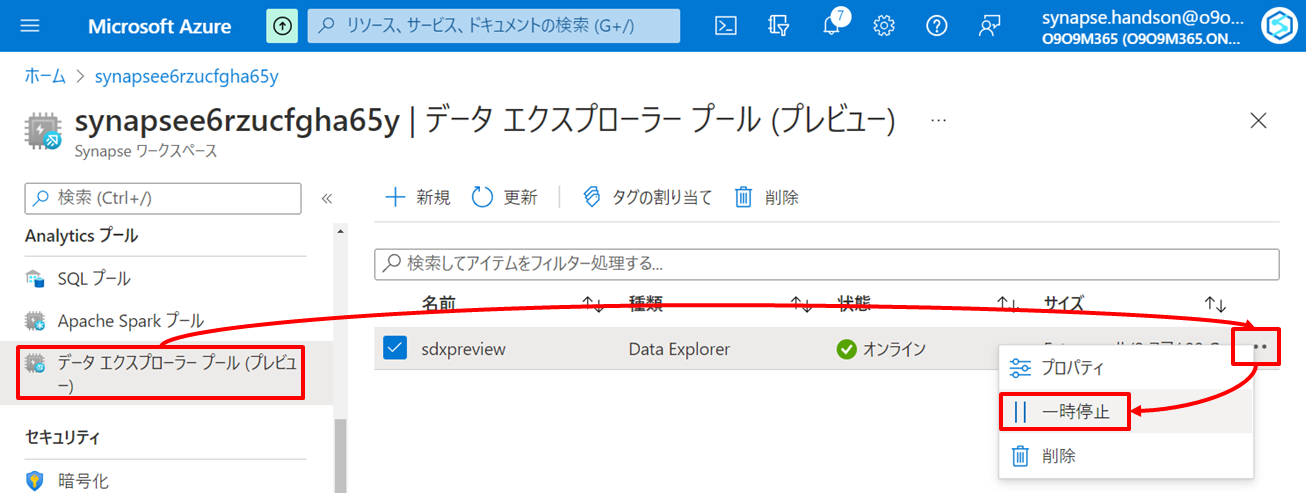 Microsoft Azure
リソース、サービス、ドキュメントの検索 (G+/)
7
synapse.handson@o9o...
O9O9M365 (O9O9M365.ON...
ホーム > synapsee6rzucfgha65y
synapsee6rzucfgha65y | データ エクスプローラー プール (プレビュー) ...
Synapse ワークスペース
検索 (Ctrl+/)
«
新規
更新
タグの割り当て
削除
Analytics プール
SQL プール
Apache Spark プール
データ エクスプローラー プール (プレビュ
ー)
セキュリティ
暗号化
検索してアイテムをフィルター処理する...
名前
種類
状態
サイズ
sdxpreview
Data Explorer
オンライン
プロパティ
一時停止
削除